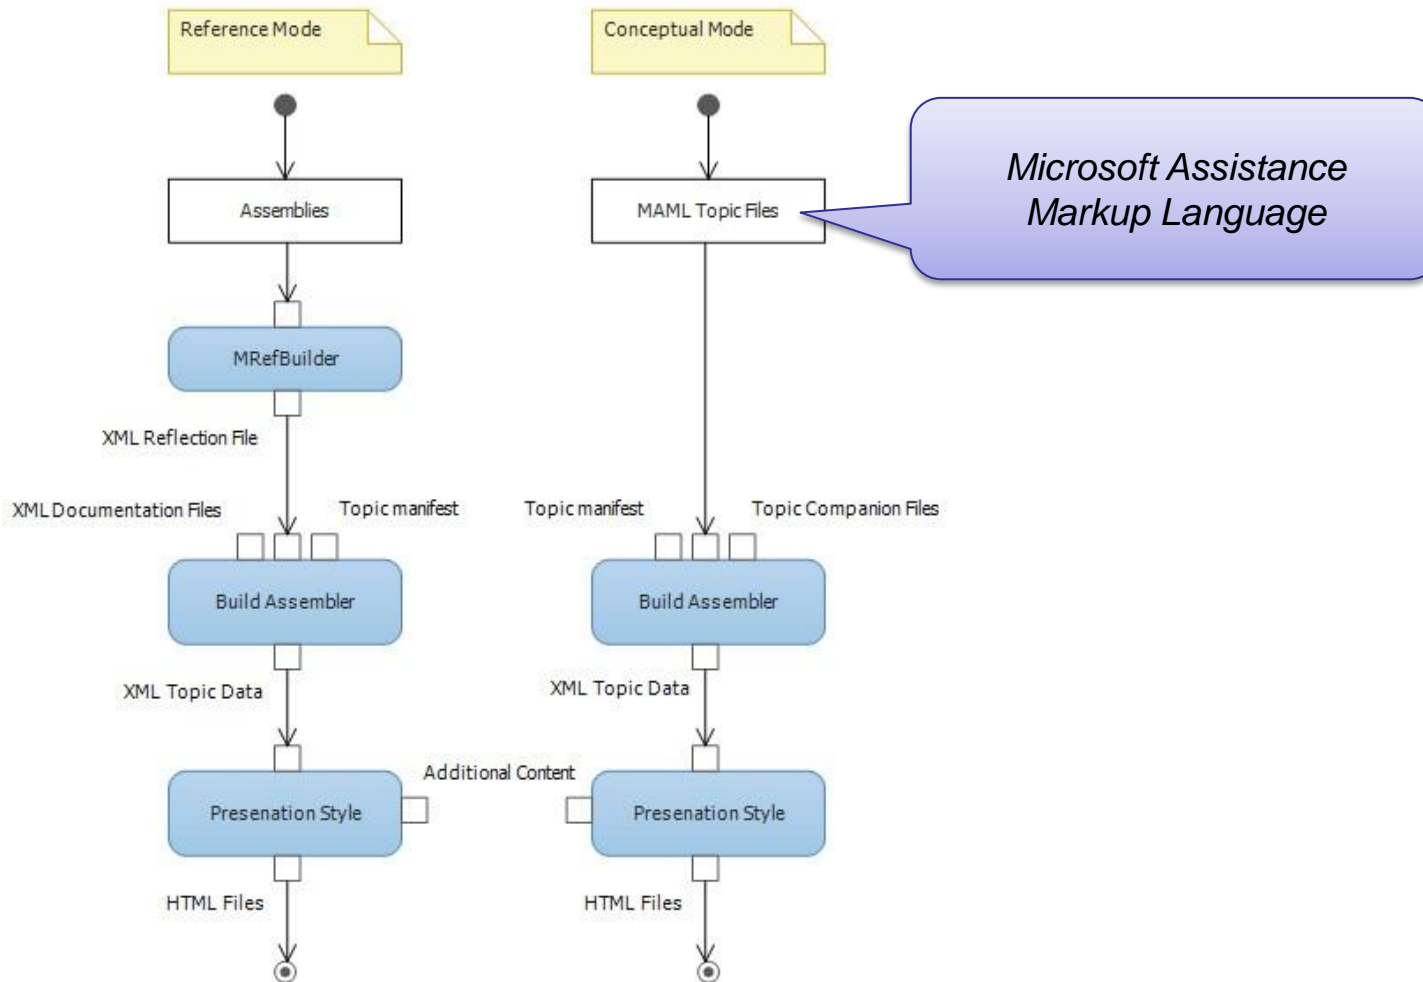 Reference Mode
Conceptual Mode
Microsoft Assistance
Markup Language
Assemblies
MAML Topic Files
MRefBuilder
XML Reflection File
XML Documentation Files
Topic manifest
Topic manifest
Topic Companion Files
Build Assembler
Build Assembler
XML Topic Data
XML Topic Data
Additional Content
Presenation Style
Presenation Style
HTML Files
HTML Files